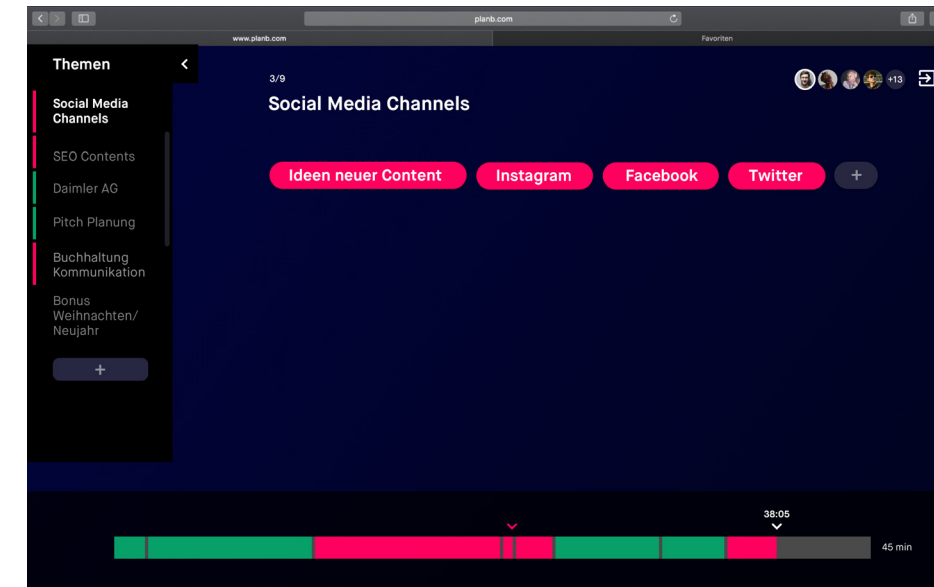 planb.com
www.planb.com
Favoriten
Themen
Social Media
Channels
SEO Contents
Daimler AG
Pitch Planung
Buchhaltung
Kommunikation
Bonus
Weihnachten/
Neujahr
+
3/9
+13
Social Media Channels
Ideen neuer Content
Instagram
Facebook
Twitter
+
38:05
45 min